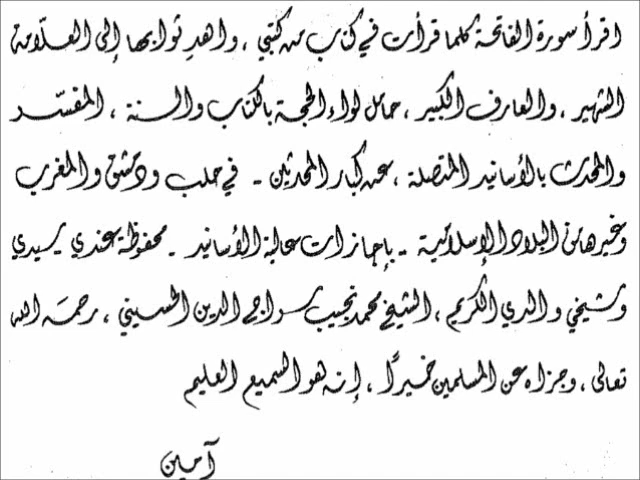 اقرأ سورة الفاتحة كلما قرأت في كتاب من كتبي ، واهدِ ثوابها إلى العلّامة
الشهير ، والعارف الكبير ، حامل لواء الحجة بالكتاب والسنة ، المفسّر
والمحدث بالأسانيد المتصلة ، عن كبار المحدثين - في حلب ودمشق والمغرب
وغيرها من البلاد الإسلامية - بإجازات عالية الأسانيد - محفوظة عندي سيدي
وشيخي والدي الكريم ، الشيخ محمد نجيب سراج الدين الحسيني ، رحمه الله
تعالى ، وجزاه عن المسلمين خيرًا ، إنه هو السميع العليم
آمين